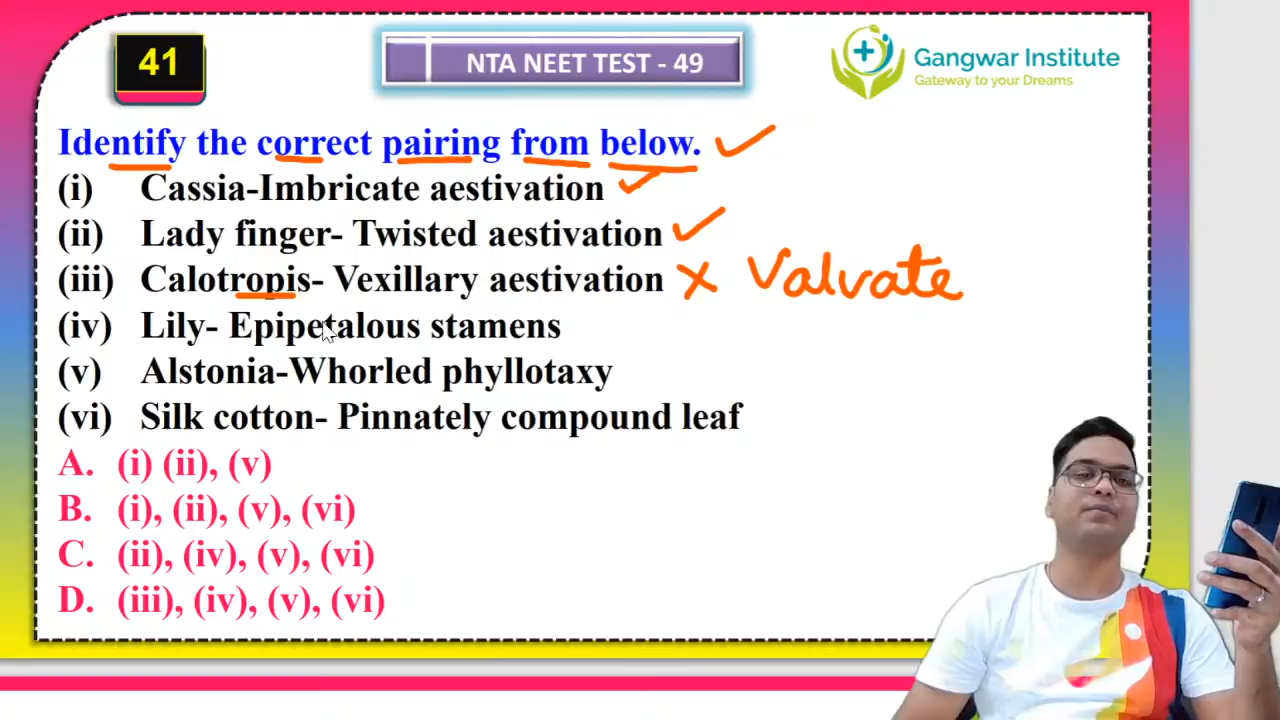 41
NTA NEET TEST - 49
Gangwar Institute
Gateway to your Dreams
Identify the correct pairing from below.
(i) Cassia-Imbricate aestivation
(ii) Lady finger- Twisted aestivation
(iii) Calotropis- Vexillary aestivation x Valvate
(iv) Lily- Epipetalous stamens
(v) Alstonia-Whorled phyllotaxy
(vi) Silk cotton- Pinnately compound leaf
A. (i) (ii), (v)
B. (i), (ii), (v), (vi)
C. (ii), (iv), (v), (vi)
D. (iii), (iv), (v), (vi)